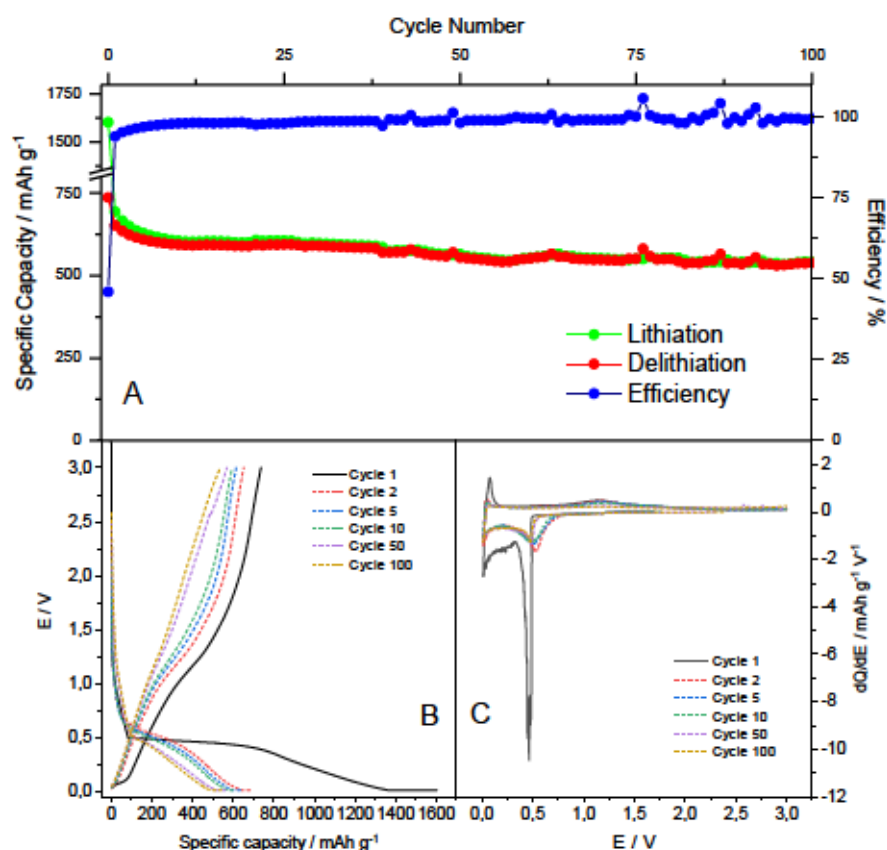 Cycle Number
0 25 50 75 100
1750
1500
750
500
250
0
Specific Capacity / mAh g⁻¹
100
75
50
25
0
Efficiency / %
Lithiation
Delithiation
Efficiency
A
3,0
2,5
2,0
1,5
1,0
0,5
0,0
E / V
Cycle 1
Cycle 2
Cycle 5
Cycle 10
Cycle 50
Cycle 100
B
0 200 400 600 800 1000 1200 1400 1600
Specific capacity / mAh g⁻¹
2
0
-2
-4
-6
-8
-10
-12
dQ/dE / mAh g⁻¹ V⁻¹
Cycle 1
Cycle 2
Cycle 5
Cycle 10
Cycle 50
Cycle 100
C
0,0 0,5 1,0 1,5 2,0 2,5 3,0
E / V